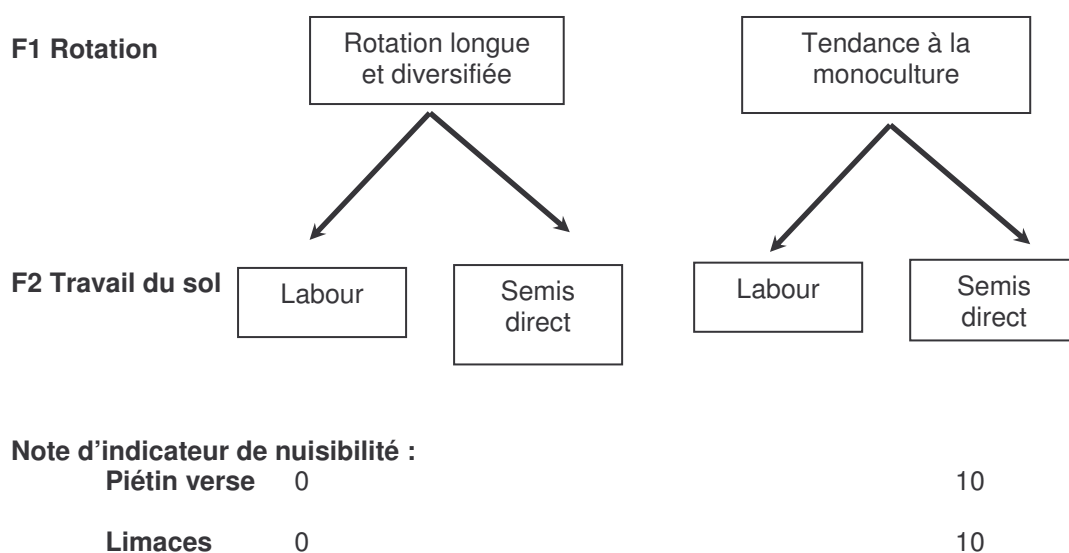 F1 Rotation
Rotation longue
et diversifiée
Tendance à la
monoculture
F2 Travail du sol
Labour
Semis
direct
Labour
Semis
direct
Note d’indicateur de nuisibilité :
Piétin verse 0 10
Limaces 0 10